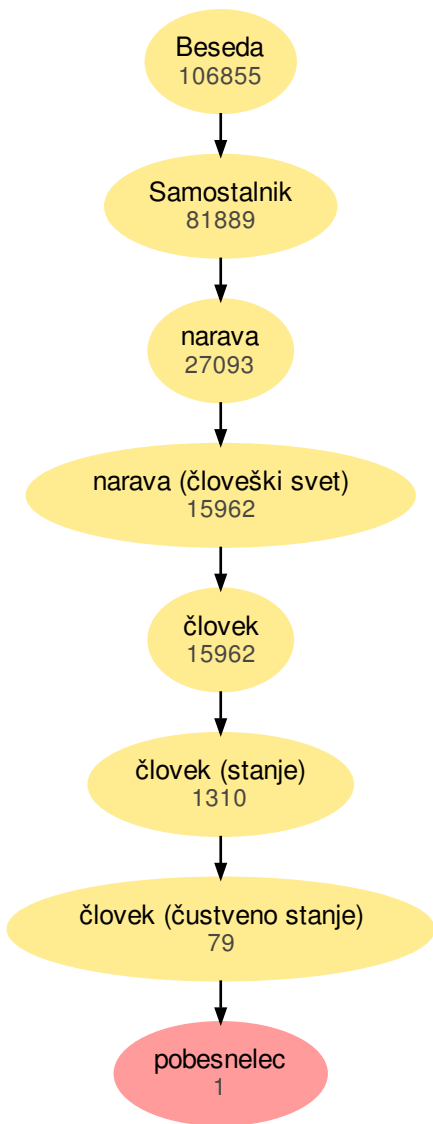 Beseda
106855
Samostalnik
81889
narava
27093
narava (človeški svet)
15962
človek
15962
človek (stanje)
1310
človek (čustveno stanje)
79
pobesnelec
1